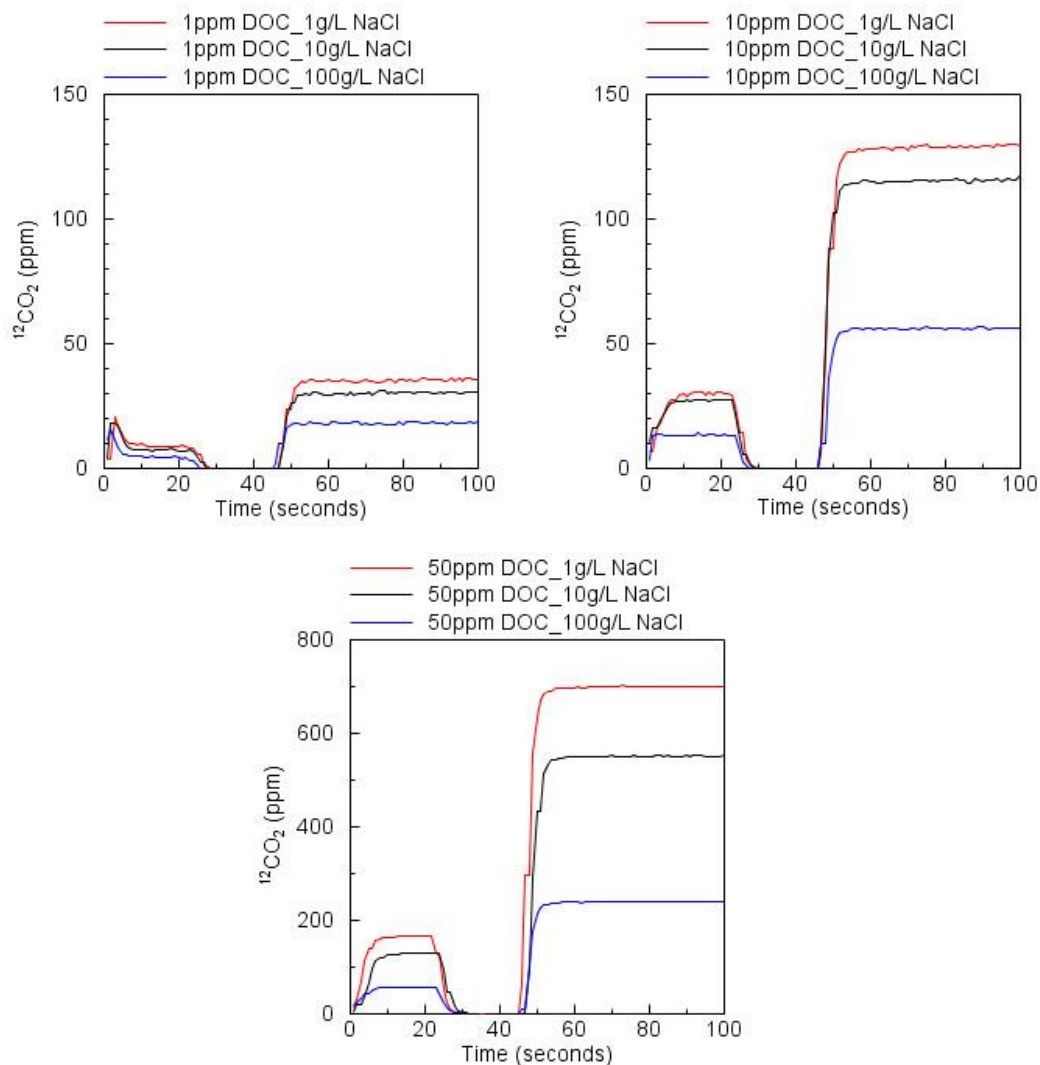 1ppm DOC_1g/L NaCl
1ppm DOC_10g/L NaCl
1ppm DOC_100g/L NaCl
150
100
50
0
¹²CO₂ (ppm)
0 20 40 60 80 100
Time (seconds)
10ppm DOC_1g/L NaCl
10ppm DOC_10g/L NaCl
10ppm DOC_100g/L NaCl
150
100
50
0
¹²CO₂ (ppm)
0 20 40 60 80 100
Time (seconds)
50ppm DOC_1g/L NaCl
50ppm DOC_10g/L NaCl
50ppm DOC_100g/L NaCl
800
600
400
200
0
¹²CO₂ (ppm)
0 20 40 60 80 100
Time (seconds)